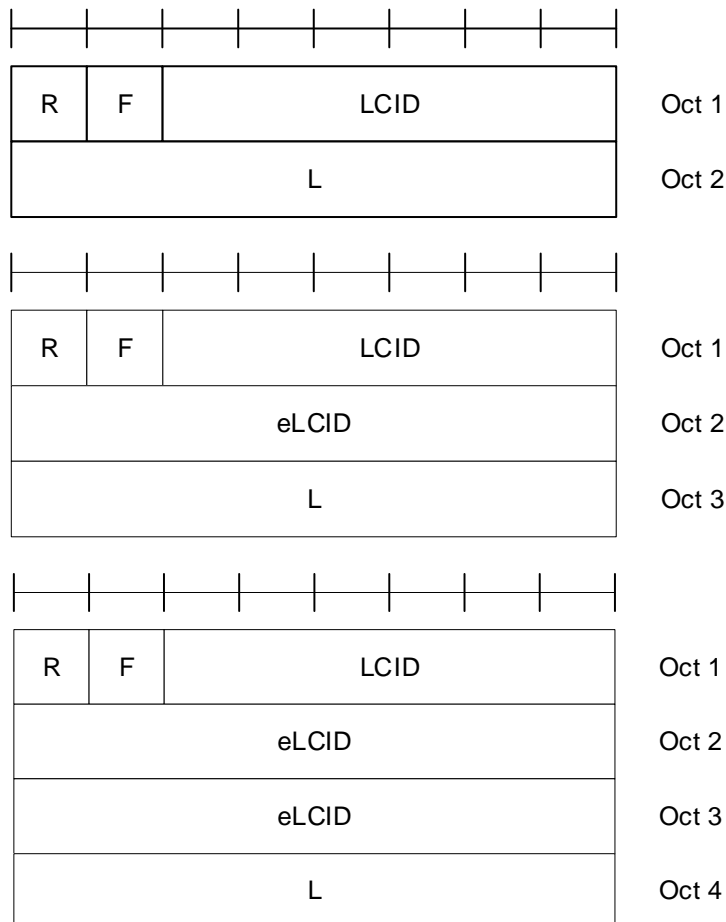 R F LCID Oct 1
L Oct 2
R F LCID Oct 1
eLCID Oct 2
L Oct 3
R F LCID Oct 1
eLCID Oct 2
eLCID Oct 3
L Oct 4